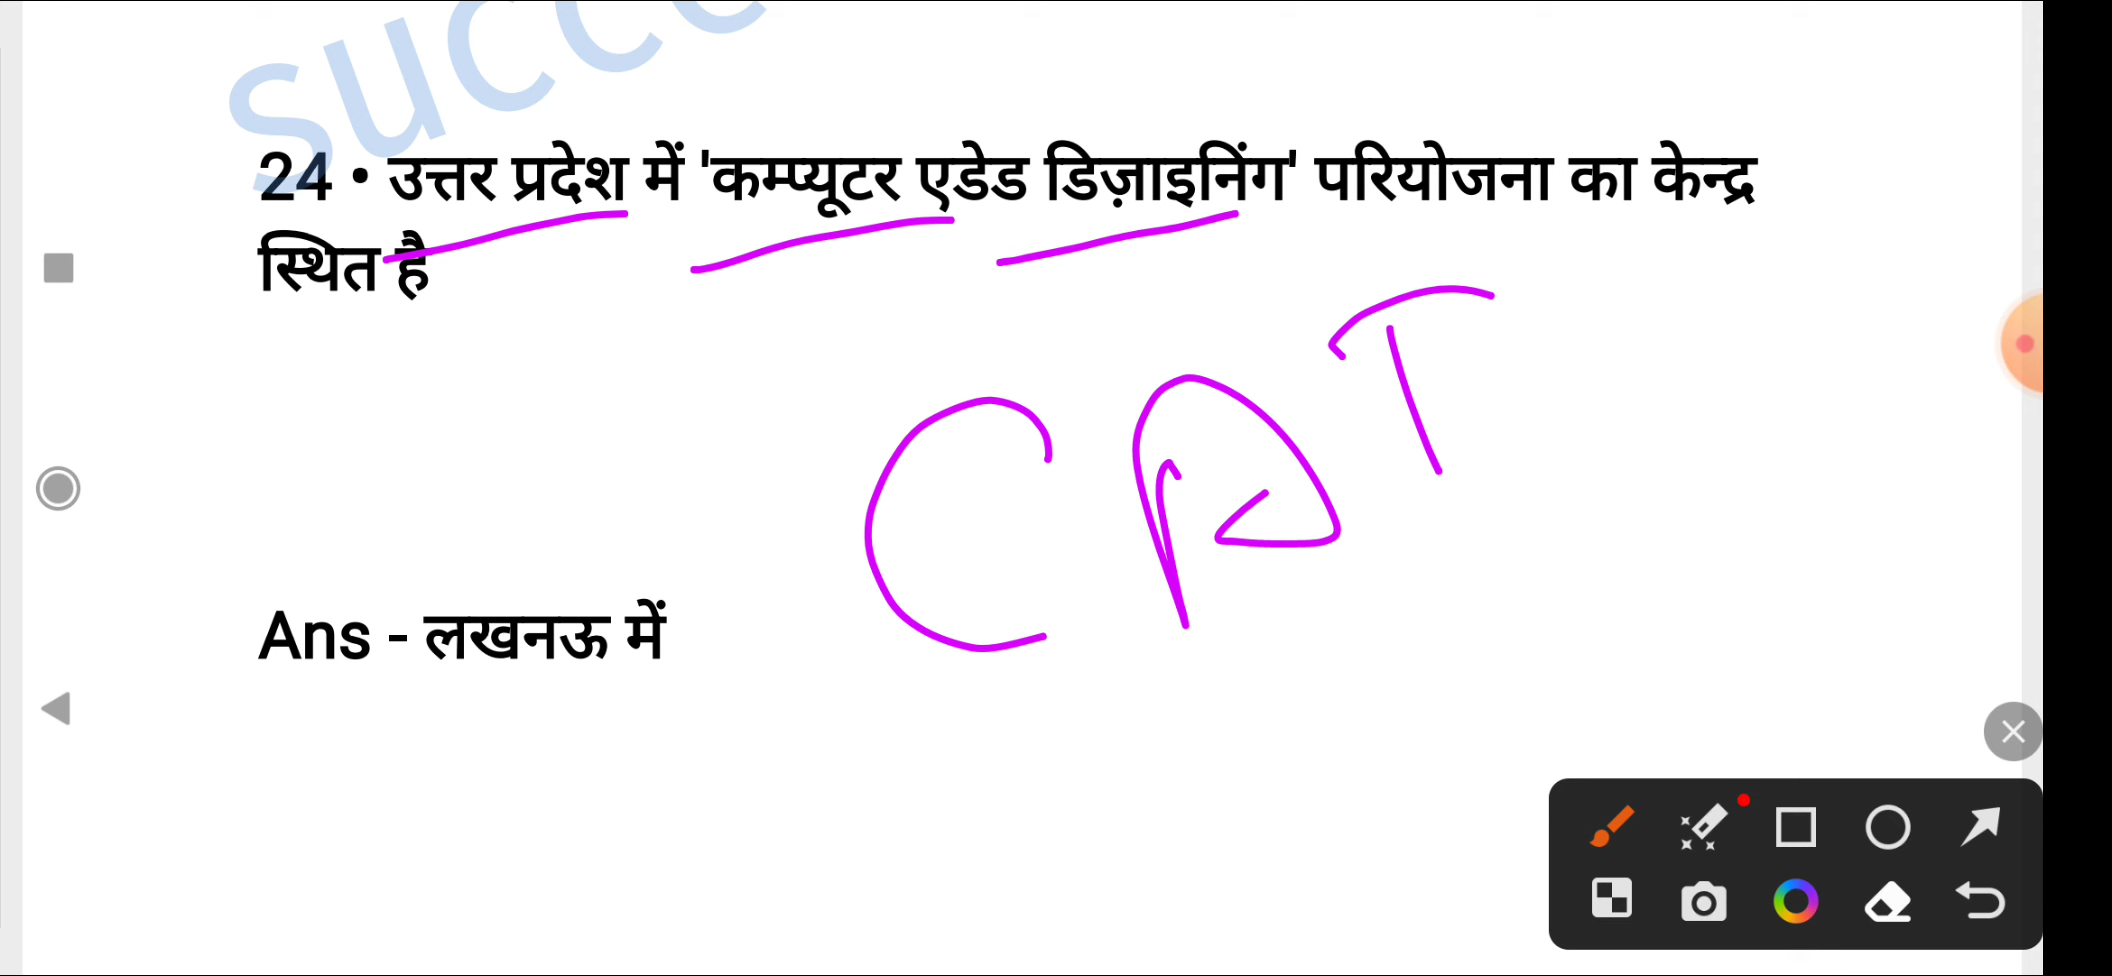 succe
24 • उत्तर प्रदेश में 'कम्प्यूटर एडेड डिज़ाइनिंग' परियोजना का केन्द्र
स्थित है
CAT
Ans - लखनऊ में